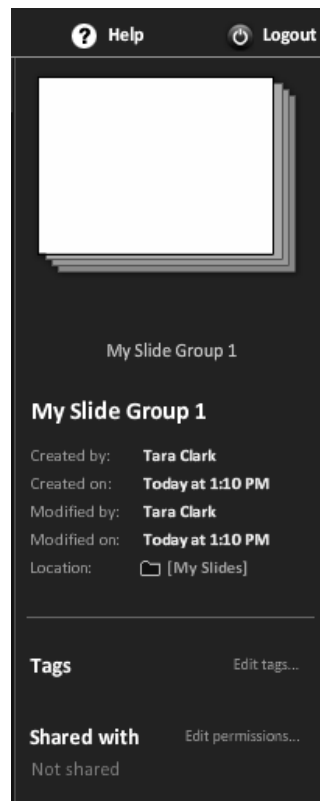 Help Logout
My Slide Group 1
My Slide Group 1
Created by: Tara Clark
Created on: Today at 1:10 PM
Modified by: Tara Clark
Modified on: Today at 1:10 PM
Location: [My Slides]
Tags Edit tags...
Shared with Edit permissions...
Not shared